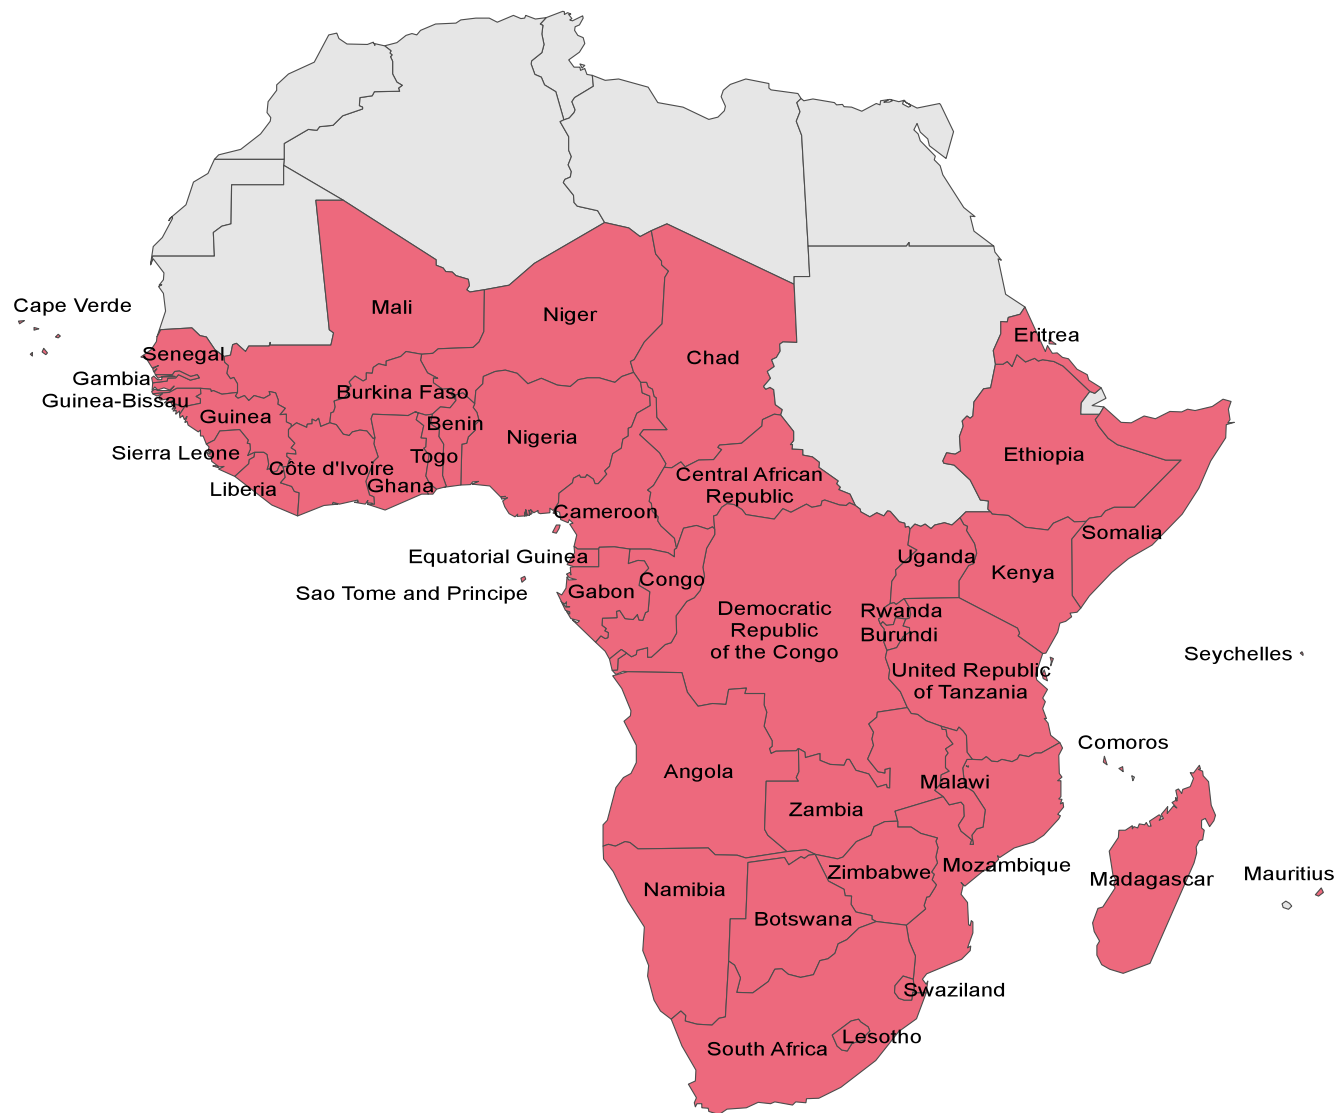 Cape Verde
Mali
Niger
Eritrea
Senegal
Chad
Gambia
Burkina Faso
Guinea-Bissau
Guinea
Benin
Nigeria
Sierra Leone
Togo
Ethiopia
Côte d'Ivoire
Central African
Republic
Liberia
Ghana
Cameroon
Somalia
Equatorial Guinea
Uganda
Kenya
Congo
Gabon
Sao Tome and Principe
Democratic
Republic
of the Congo
Rwanda
Burundi
Seychelles
United Republic
of Tanzania
Comoros
Angola
Malawi
Zambia
Mozambique
Zimbabwe
Mauritius
Madagascar
Namibia
Botswana
Swaziland
Lesotho
South Africa